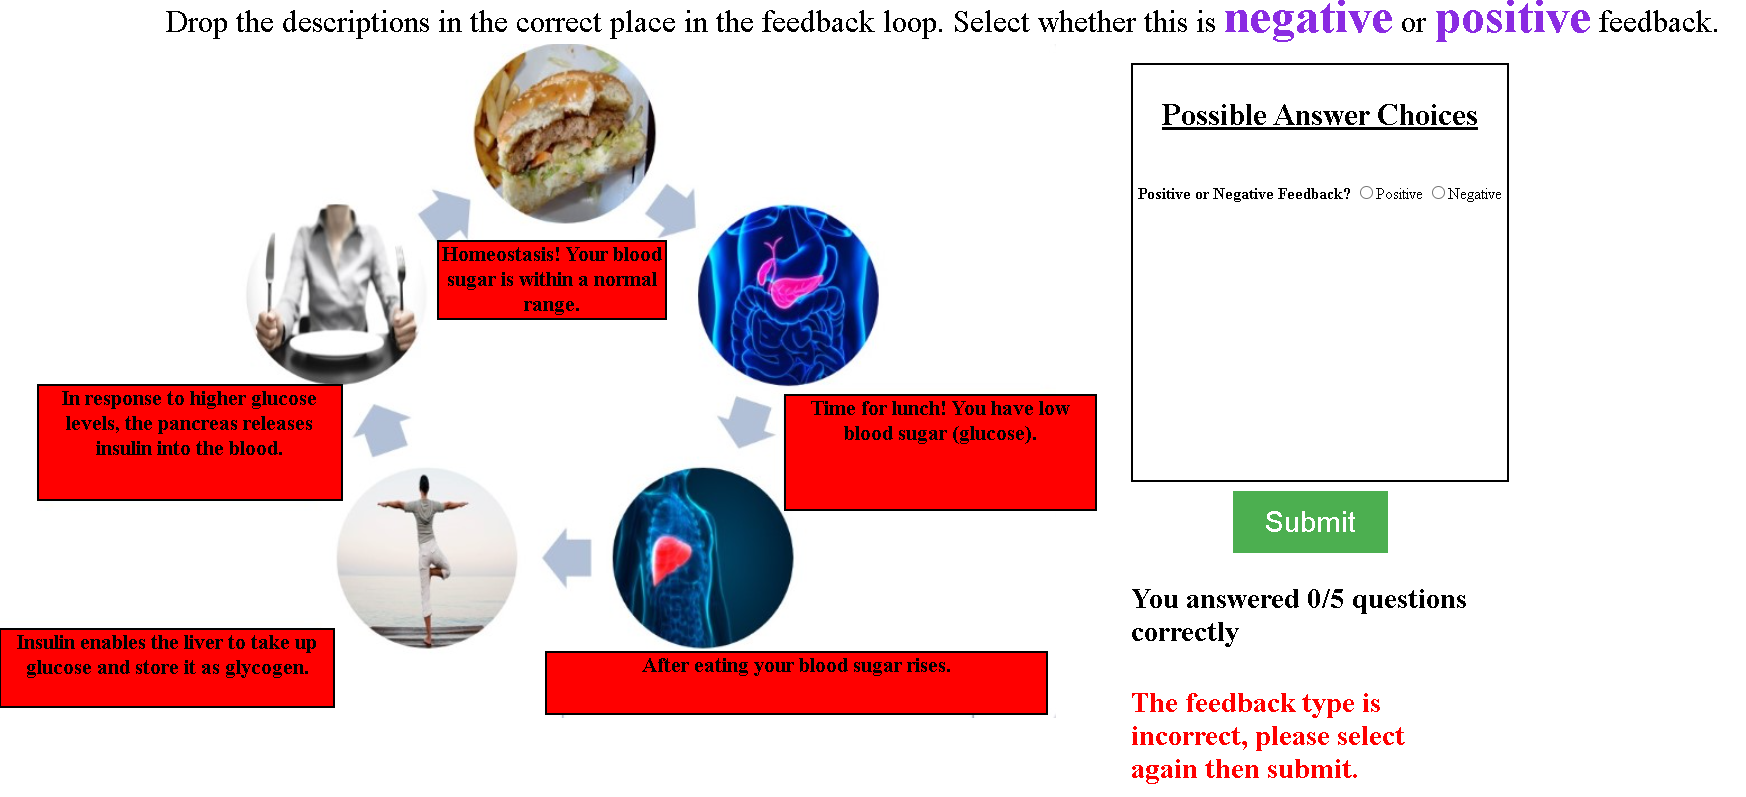 Drop the descriptions in the correct place in the feedback loop. Select whether this is negative or positive feedback.
Homeostasis! Your blood
sugar is within a normal
range.
In response to higher glucose
levels, the pancreas releases
insulin into the blood.
Time for lunch! You have low
blood sugar (glucose).
Insulin enables the liver to take up
glucose and store it as glycogen.
After eating your blood sugar rises.
Possible Answer Choices
Positive or Negative Feedback? Positive Negative
Submit
You answered 0/5 questions
correctly
The feedback type is
incorrect, please select
again then submit.